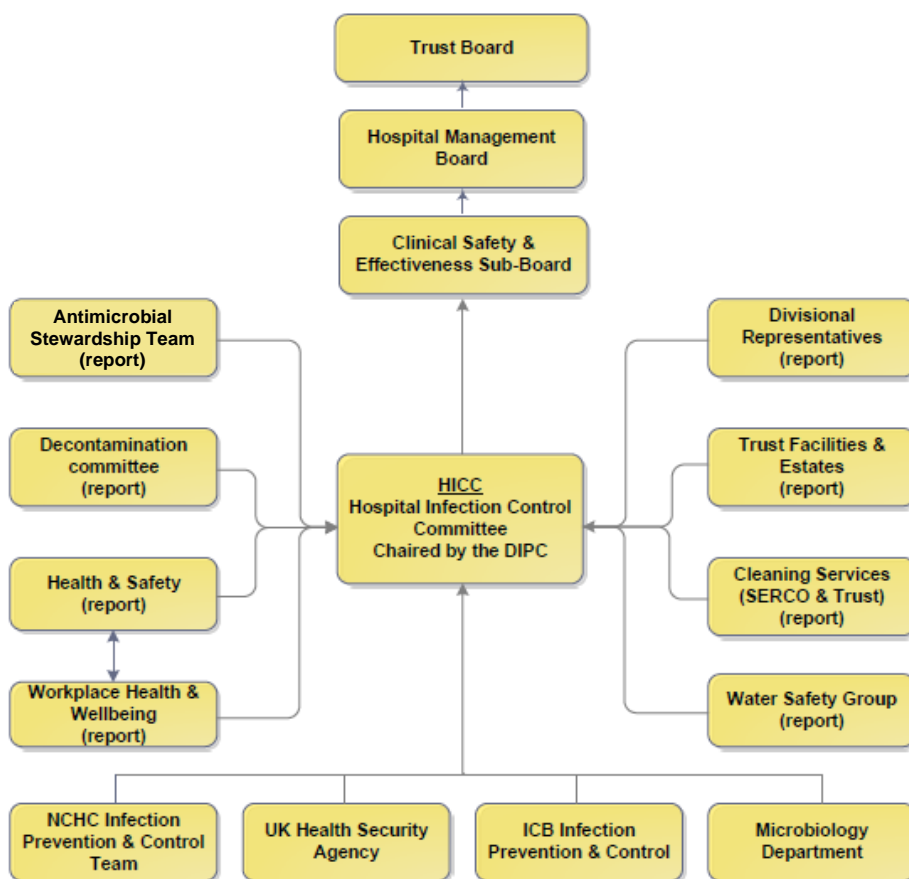 Trust Board
Hospital Management
Board
Clinical Safety &
Effectiveness Sub-Board
Antimicrobial
Stewardship Team
(report)
Divisional
Representatives
(report)
Decontamination
committee
(report)
HICC
Hospital Infection Control
Committee
Chaired by the DIPC
Trust Facilities &
Estates
(report)
Health & Safety
(report)
Cleaning Services
(SERCO & Trust)
(report)
Workplace Health &
Wellbeing
(report)
Water Safety Group
(report)
NCHC Infection
Prevention & Control
Team
UK Health Security
Agency
ICB Infection
Prevention & Control
Microbiology
Department